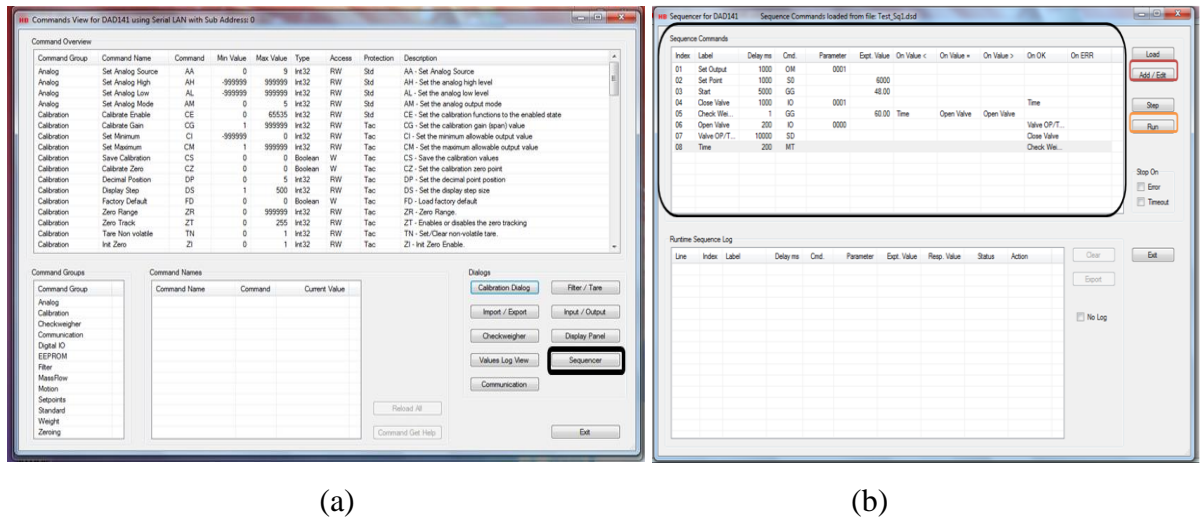 HB Commands View for DAD141 using Serial LAN with Sub Address: 0
Command Overview
Command Group Command Name Command Min Value Max Value Type Access Protection Description
Analog Set Analog Source AA 0 9 Int32 RW Std AA - Set Analog Source
Analog Set Analog High AH -999999 999999 Int32 RW Std AH - Set the analog high level
Analog Set Analog Low AL -999999 999999 Int32 RW Std AL - Set the analog low level
Analog Set Analog Mode AM 0 5 Int32 RW Std AM - Set the analog output mode
Calibration Calibrate Enable CE 0 65535 Int32 RW Std CE - Set the calibration functions to the enabled state
Calibration Calibrate Gain CG 1 999999 Int32 RW Tac CG - Set the calibration gain (span) value
Calibration Set Minimum CI -999999 0 Int32 RW Tac CI - Set the minimum allowable output value
Calibration Set Maximum CM 1 999999 Int32 RW Tac CM - Set the maximum allowable output value
Calibration Save Calibration CS 0 0 Boolean W Tac CS - Save the calibration values
Calibration Calibrate Zero CZ 0 0 Boolean W Tac CZ - Set the calibration zero point
Calibration Decimal Position DP 0 5 Int32 RW Tac DP - Set the decimal point position
Calibration Display Step DS 1 500 Int32 RW Tac DS - Set the display step size
Calibration Factory Default FD 0 0 Boolean W Tac FD - Load factory default
Calibration Zero Range ZR 0 999999 Int32 RW Tac ZR - Zero Range.
Calibration Zero Track ZT 0 255 Int32 RW Tac ZT - Enables or disables the zero tracking
Calibration Tare Non volatile TN 0 1 Int32 RW Tac TN - Set/Clear non-volatile tare.
Calibration Init Zero ZI 0 1 Int32 RW Tac ZI - Init Zero Enable.
Command Groups
Command Group
Analog
Calibration
Checkweigher
Communication
Digital IO
EEPROM
Filter
MassFlow
Motion
Setpoints
Standard
Weight
Zeroing
Command Names
Command Name Command Current Value
Reload All
Command Get Help
Dialogs
Calibration Dialog Filter / Tare
Import / Export Input / Output
Checkweigher Display Panel
Values Log View Sequencer
Communication
Exit
(a)
HB Sequencer for DAD141 Sequence Commands loaded from file: Test_Sq1.dsd
Sequence Commands
Index Label Delay ms Cmd. Parameter Expt. Value On Value < On Value = On Value > On OK On ERR
01 Set Output 1000 OM 0001
02 Set Point 1000 S0 6000
03 Start 5000 GG 48.00
04 Close Valve 1000 IO 0001 Time
05 Check Wei... 1 GG 60.00 Time Open Valve Open Valve
06 Open Valve 200 IO 0000 Valve OP/T...
07 Valve OP/T... 10000 SD Close Valve
08 Time 200 MT Check Wei...
Load
Add / Edit
Step
Run
Stop On
Error
Timeout
Runtime Sequence Log
Line Index Label Delay ms Cmd. Parameter Expt. Value Resp. Value Status Action
Clear
Export
No Log
Exit
(b)